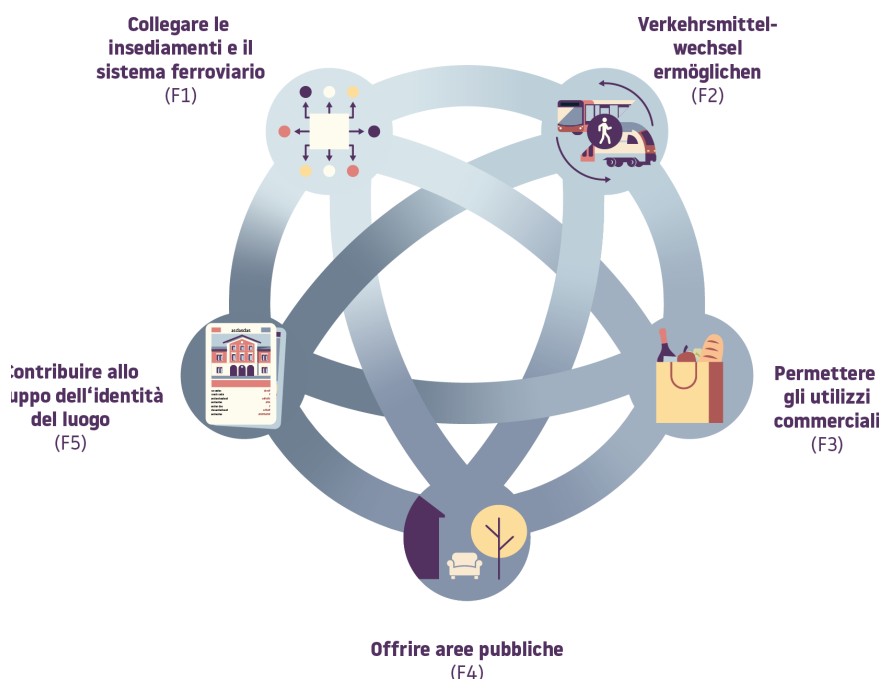 Collegare le
insediamenti e il
sistema ferroviario
(F1)
Verkehrsmittel-
wechsel
ermöglichen
(F2)
Contribuire allo
uppo dell‘identità
del luogo
(F5)
Permettere
gli utilizzi
commerciali
(F3)
Offrire aree pubbliche
(F4)